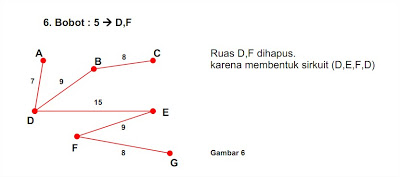 6. Bobot : 5 → D,F
A
C
8
B
Ruas D,F dihapus.
karena membentuk sirkuit (D,E,F,D)
7
9
15
D
E
9
F
8
G
Gambar 6